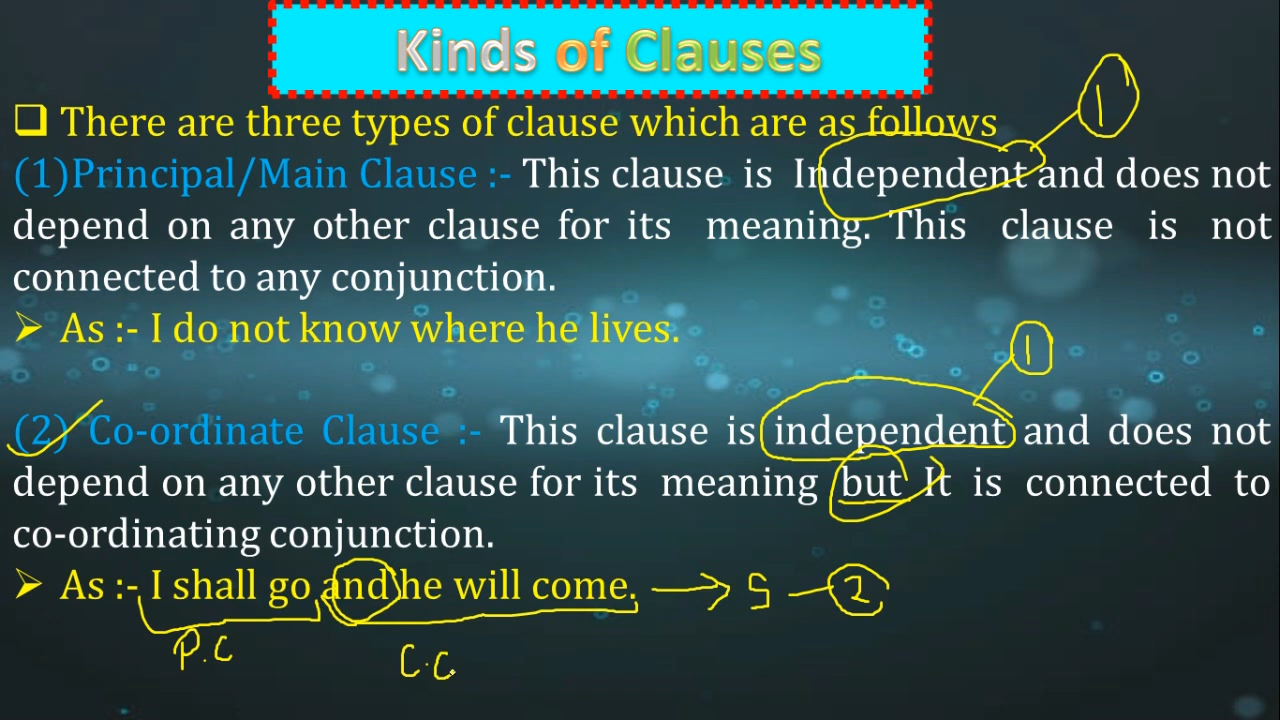 Kinds of Clauses
❑ There are three types of clause which are as follows
1
(1)Principal/Main Clause :- This clause is Independent and does not
depend on any other clause for its meaning. This clause is not
connected to any conjunction.
➢ As :- I do not know where he lives.
1
(2) Co-ordinate Clause :- This clause is independent and does not
depend on any other clause for its meaning but It is connected to
co-ordinating conjunction.
➢ As :- I shall go and he will come. → S – 2
P.C C.C